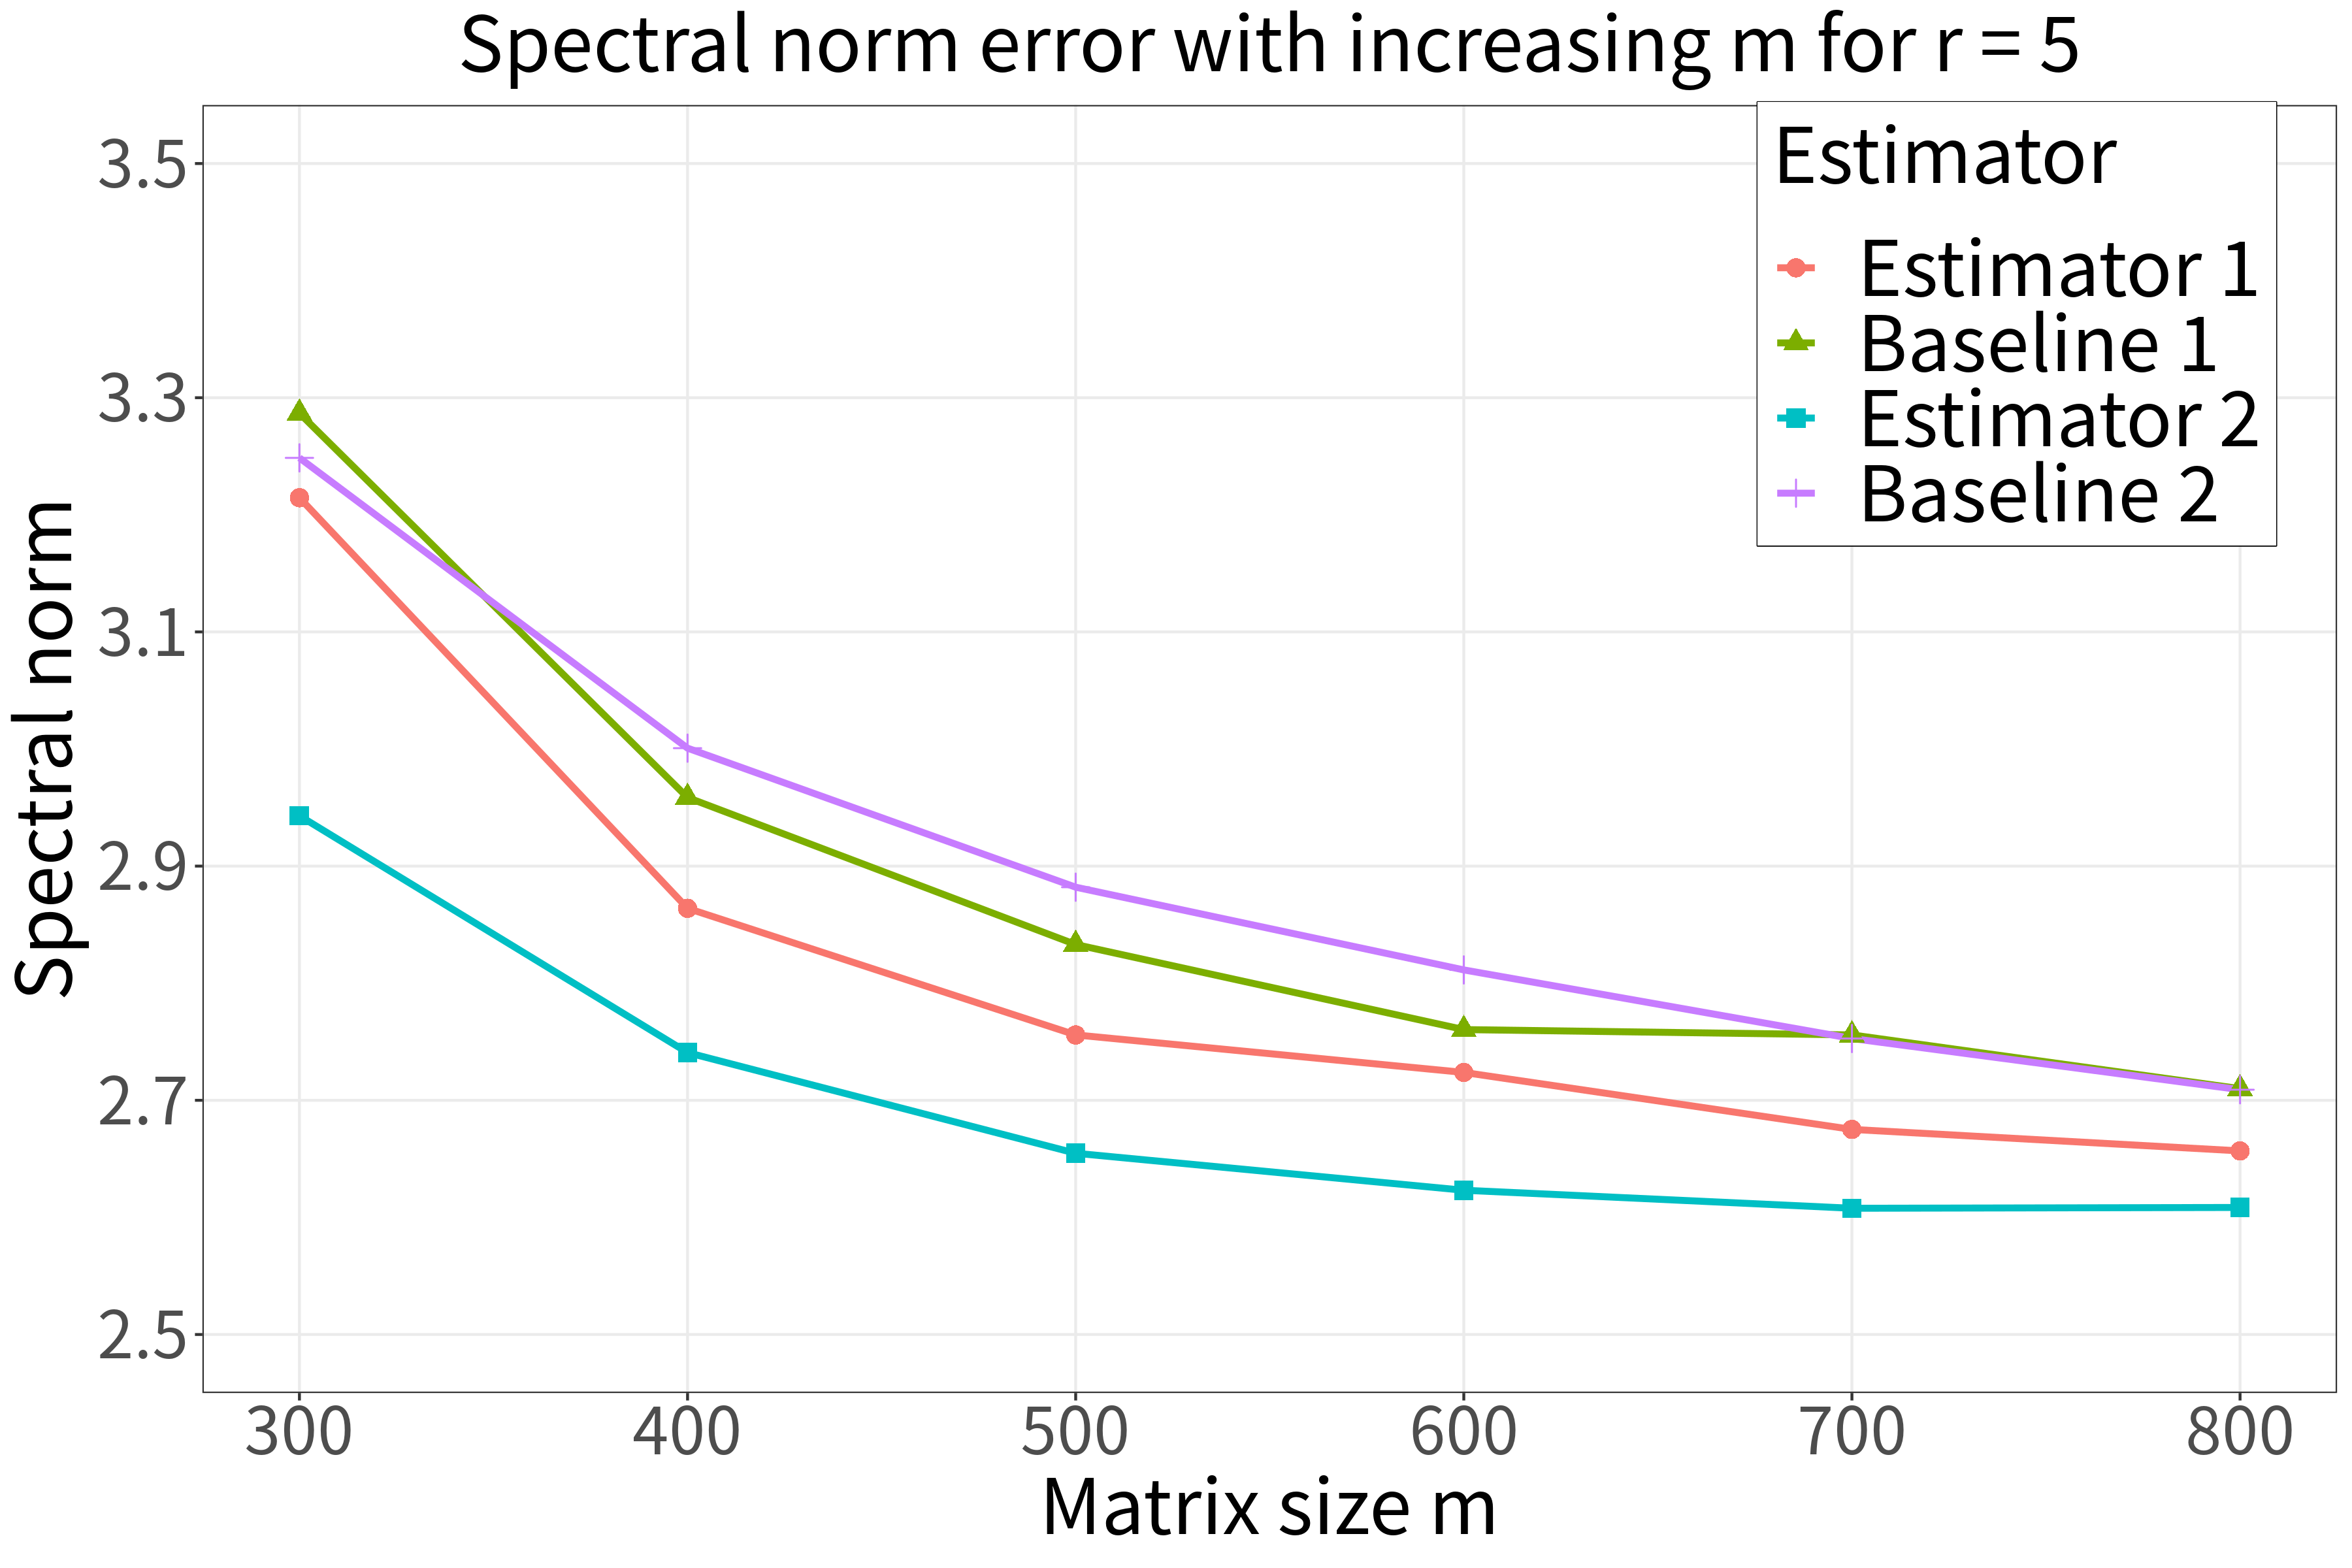 Spectral norm error with increasing m for r = 5
Estimator
Estimator 1
Baseline 1
Estimator 2
Baseline 2
Spectral norm
3.5
3.3
3.1
2.9
2.7
2.5
300 400 500 600 700 800
Matrix size m